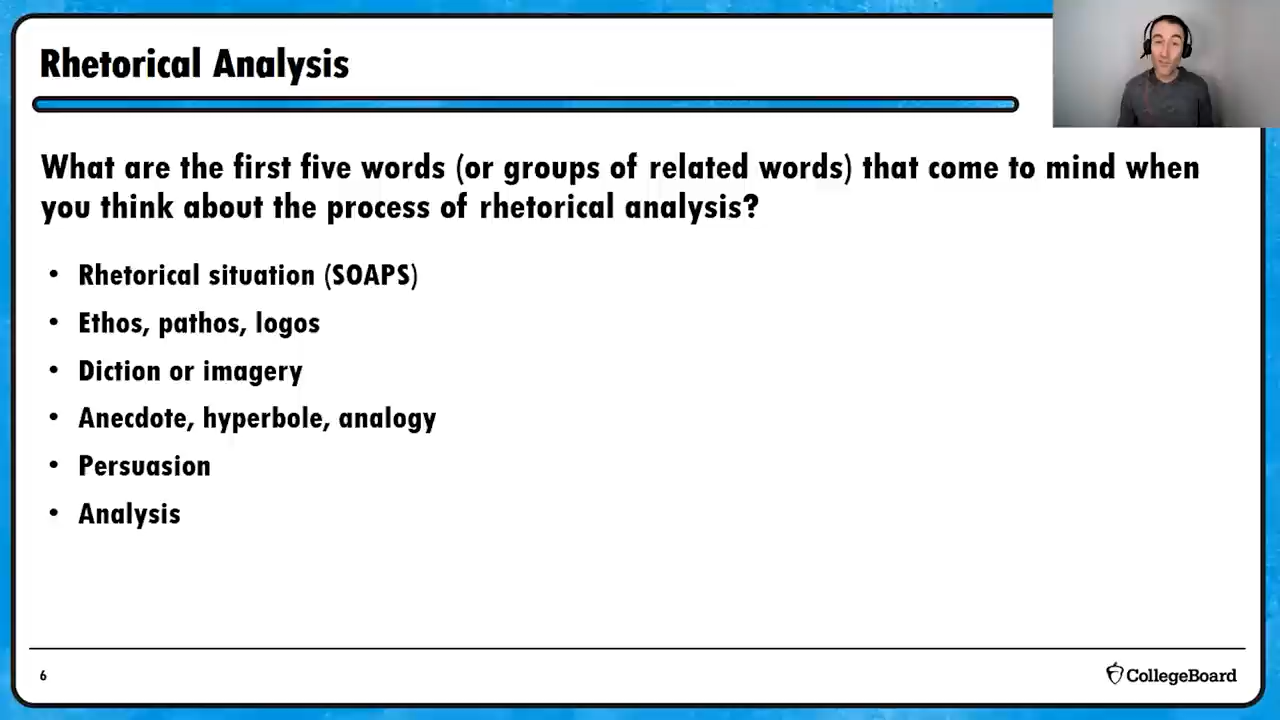 Rhetorical Analysis
What are the first five words (or groups of related words) that come to mind when
you think about the process of rhetorical analysis?
• Rhetorical situation (SOAPS)
• Ethos, pathos, logos
• Diction or imagery
• Anecdote, hyperbole, analogy
• Persuasion
• Analysis
6
CollegeBoard